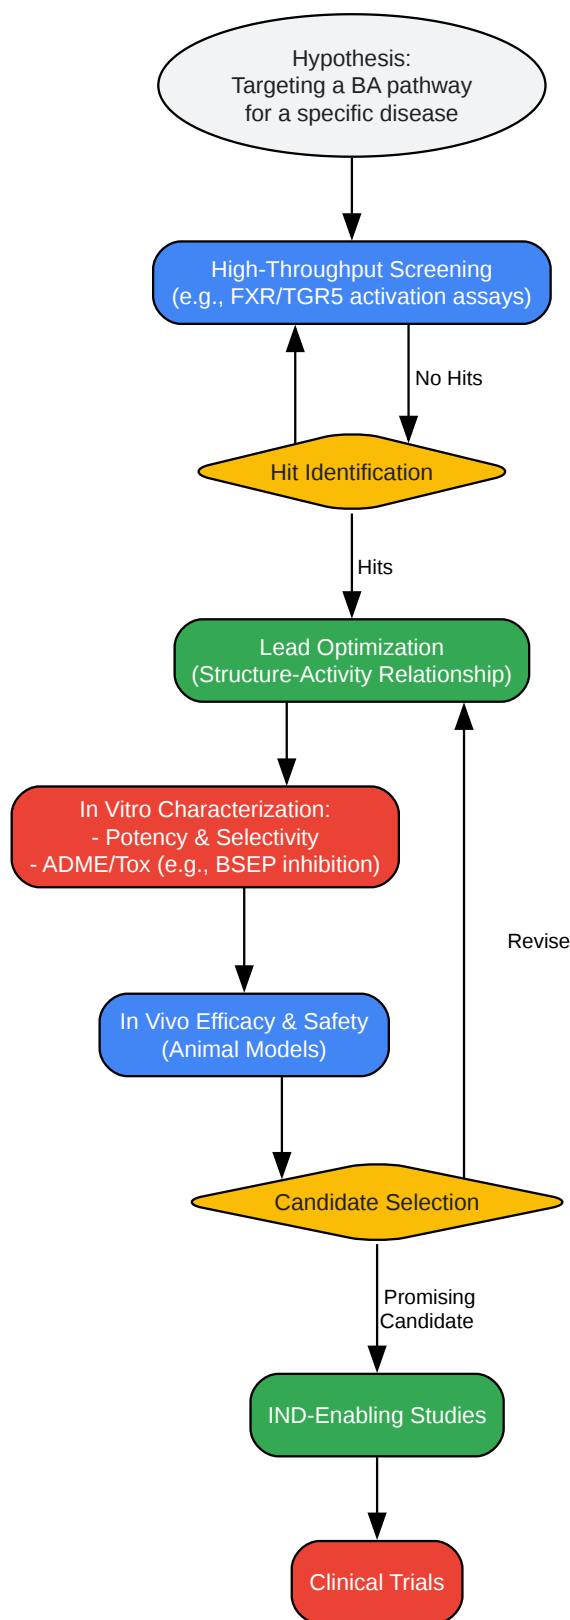 Hypothesis:
Targeting a BA pathway
for a specific disease
High-Throughput Screening
(e.g., FXR/TGR5 activation assays)
No Hits
Hit Identification
Hits
Lead Optimization
(Structure-Activity Relationship)
In Vitro Characterization:
- Potency & Selectivity
- ADME/Tox (e.g., BSEP inhibition)
Revise
In Vivo Efficacy & Safety
(Animal Models)
Candidate Selection
Promising
Candidate
IND-Enabling Studies
Clinical Trials